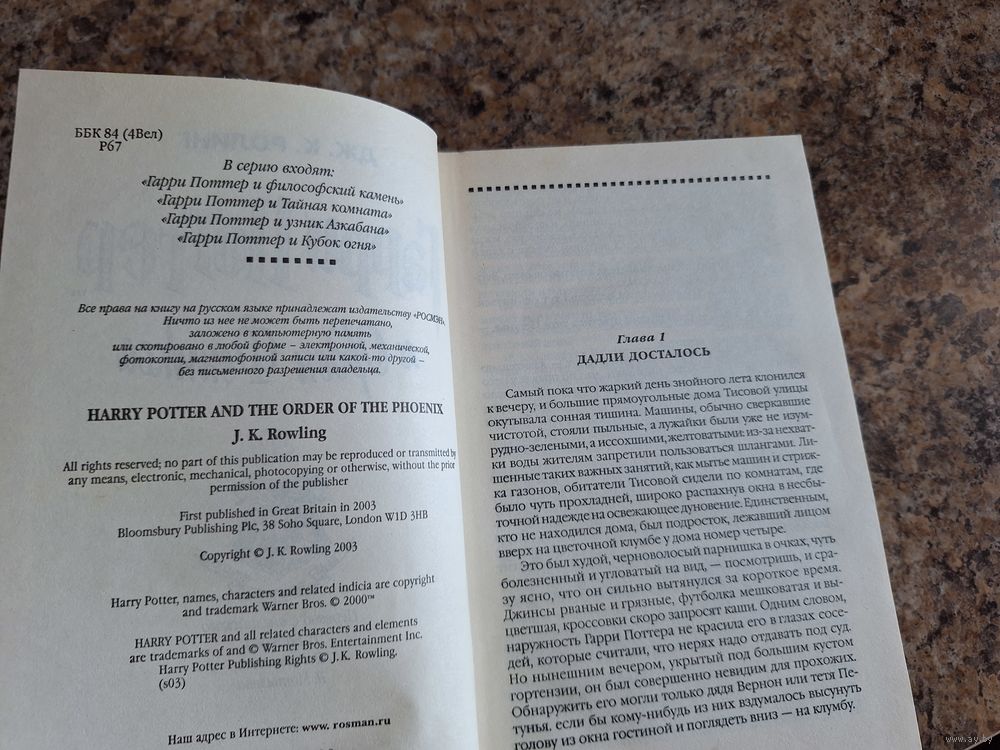 ББК 84 (4Вел)
Р67
В серию входят:
«Гарри Поттер и философский камень»
«Гарри Поттер и Тайная комната»
«Гарри Поттер и узник Азкабана»
«Гарри Поттер и Кубок огня»
Все права на книгу на русском языке принадлежат издательству «РОСМЭН».
Ничто из нее не может быть перепечатано,
заложено в компьютерную память
или скопировано в любой форме – электронной, механической,
фотокопии, магнитофонной записи или какой-то другой –
без письменного разрешения владельца.
HARRY POTTER AND THE ORDER OF THE PHOENIX
J. K. Rowling
All rights reserved; no part of this publication may be reproduced or transmitted by
any means, electronic, mechanical, photocopying or otherwise, without the prior
permission of the publisher
First published in Great Britain in 2003
Bloomsbury Publishing Plc, 38 Soho Square, London W1D 3HB
Copyright © J. K. Rowling 2003
Harry Potter, names, characters and related indicia are copyright
and trademark Warner Bros. © 2000™
HARRY POTTER and all related characters and elements
are trademarks of and © Warner Bros. Entertainment Inc.
Harry Potter Publishing Rights © J. K. Rowling.
(s03)
Наш адрес в Интернете: www. rosman.ru
Глава 1
ДАДЛИ ДОСТАЛОСЬ
Самый пока что жаркий день знойного лета клонился
к вечеру, и большие прямоугольные дома Тисовой улицы
окутывала сонная тишина. Машины, обычно сверкавшие
чистотой, стояли пыльные, а лужайки были уже не изум-
рудно-зелеными, а иссохшими, желтоватыми: из-за нехват-
ки воды жителям запретили пользоваться шлангами. Ли-
шенные таких важных занятий, как мытье машин и стриж-
ка газонов, обитатели Тисовой сидели по комнатам, где
было чуть прохладней, широко распахнув окна в несбы-
точной надежде на освежающее дуновение. Единственным,
кто не находился дома, был подросток, лежавший лицом
вверх на цветочной клумбе у дома номер четыре.
Это был худой, черноволосый парнишка в очках, чуть
болезненный и угловатый на вид, — посмотришь, и сра-
зу ясно, что он сильно вытянулся за короткое время.
Джинсы рваные и грязные, футболка мешковатая и вы-
цветшая, кроссовки скоро запросят каши. Одним словом,
наружность Гарри Поттера не красила его в глазах сосе-
дей, которые считали, что нерях надо отдавать под суд.
Но нынешним вечером, укрытый под большим кустом
гортензии, он был совершенно невидим для прохожих.
Обнаружить его могли только дядя Вернон или тетя Пе-
тунья, если бы кому-нибудь из них вздумалось высунуть
голову из окна гостиной и поглядеть вниз — на клумбу.
www.ay.by